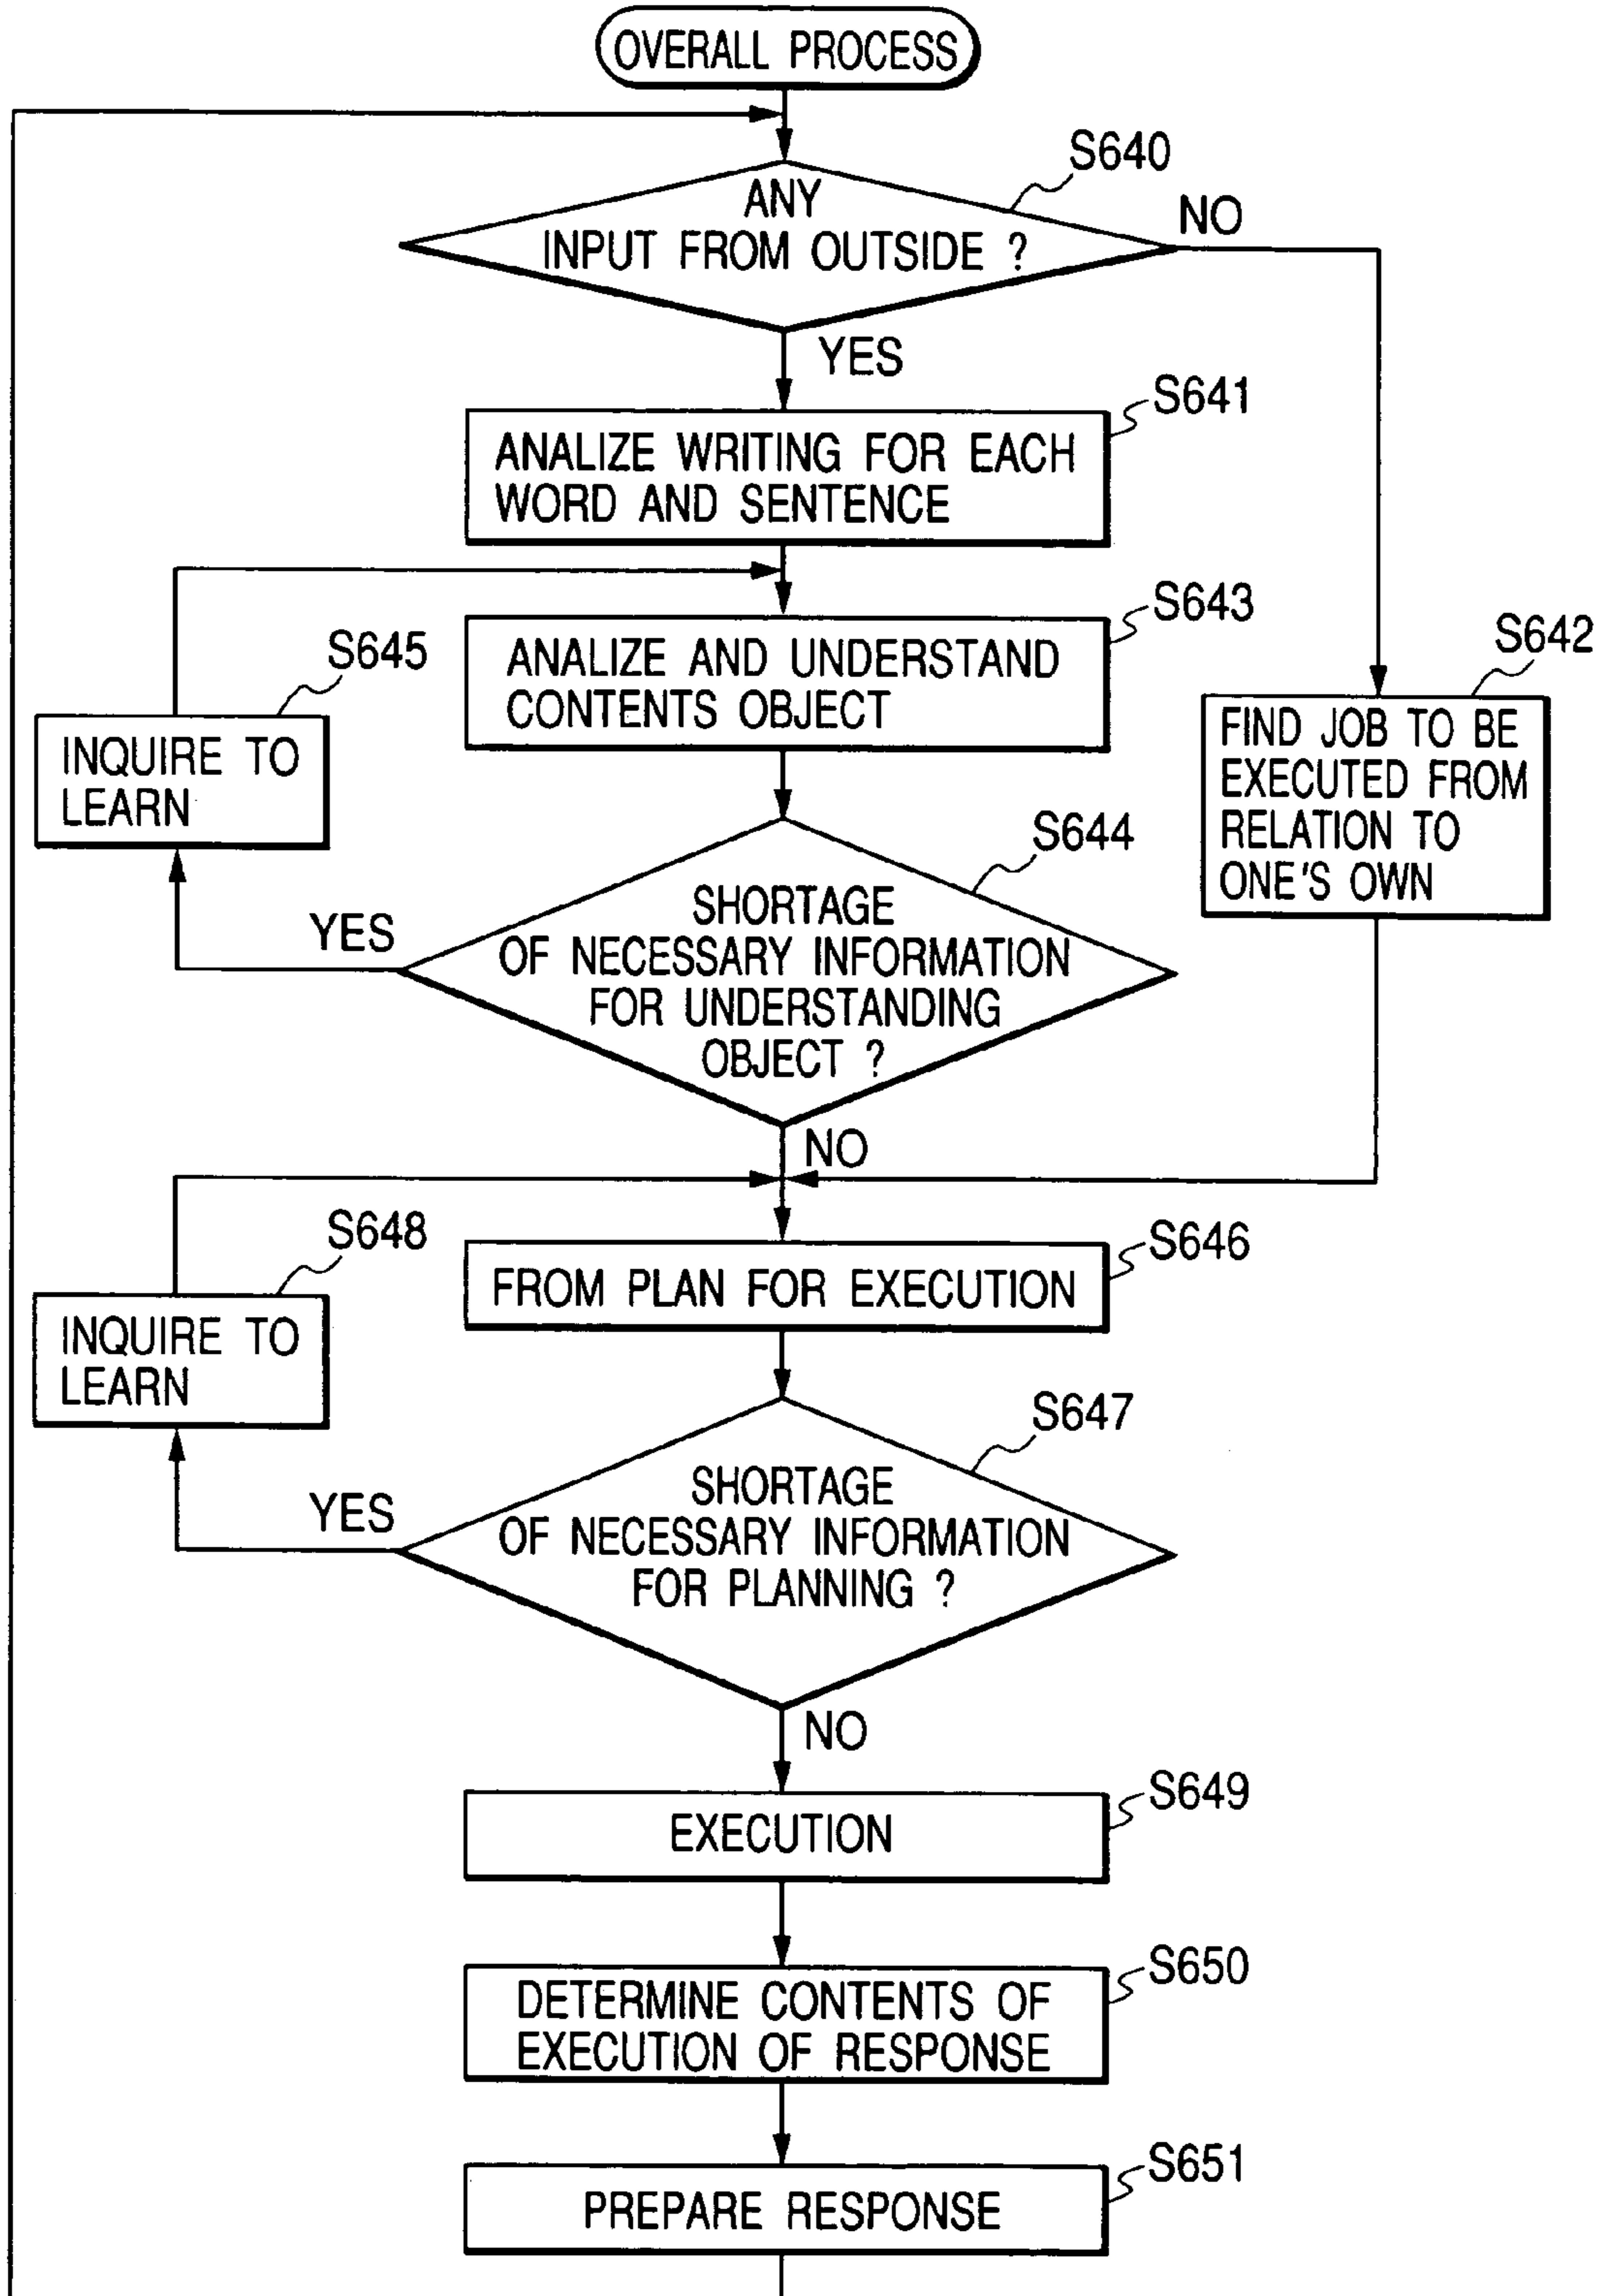 OVERALL PROCESS
S640
ANY
INPUT FROM OUTSIDE ?
NO
YES
S641
ANALIZE WRITING FOR EACH
WORD AND SENTENCE
S643
ANALIZE AND UNDERSTAND
CONTENTS OBJECT
S645
INQUIRE TO
LEARN
S642
FIND JOB TO BE
EXECUTED FROM
RELATION TO
ONE'S OWN
S644
SHORTAGE
OF NECESSARY INFORMATION
FOR UNDERSTANDING
OBJECT ?
YES
NO
S646
FROM PLAN FOR EXECUTION
S648
INQUIRE TO
LEARN
S647
SHORTAGE
OF NECESSARY INFORMATION
FOR PLANNING ?
YES
NO
S649
EXECUTION
S650
DETERMINE CONTENTS OF
EXECUTION OF RESPONSE
S651
PREPARE RESPONSE